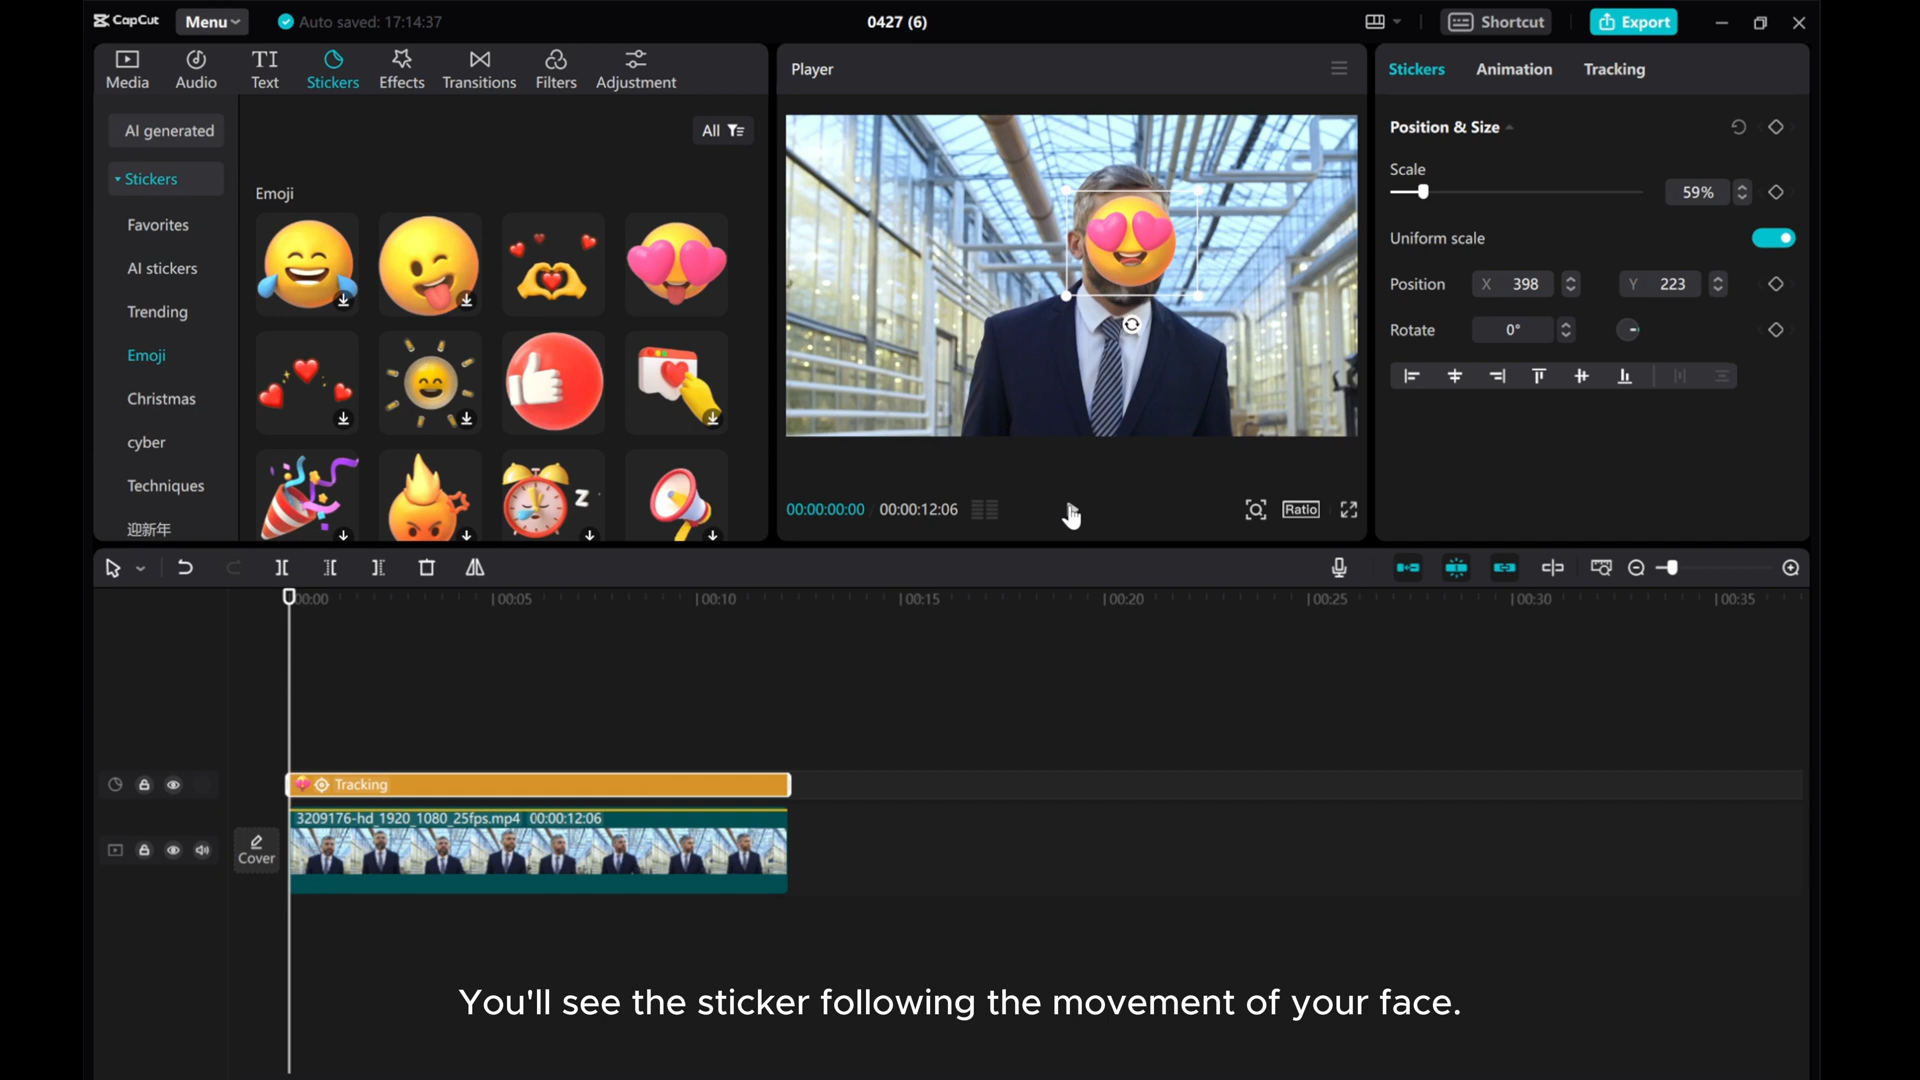 CapCut
Menu
Auto saved: 17:14:37
0427 (6)
Shortcut
Export
Media
Audio
TI
Text
Stickers
Effects
Transitions
Filters
Adjustment
Player
Stickers
Animation
Tracking
AI generated
All
Stickers
Emoji
Favorites
AI stickers
Trending
Emoji
Christmas
cyber
Techniques
迎新年
Z
Position & Size
Scale
59%
Uniform scale
Position
X 398
Y 223
Rotate
0°
00:00:00:00
00:00:12:06
Ratio
00:00
00:05
00:10
00:15
00:20
00:25
00:30
00:35
Tracking
3209176-hd_1920_1080_25fps.mp4 00:00:12:06
Cover
You'll see the sticker following the movement of your face.